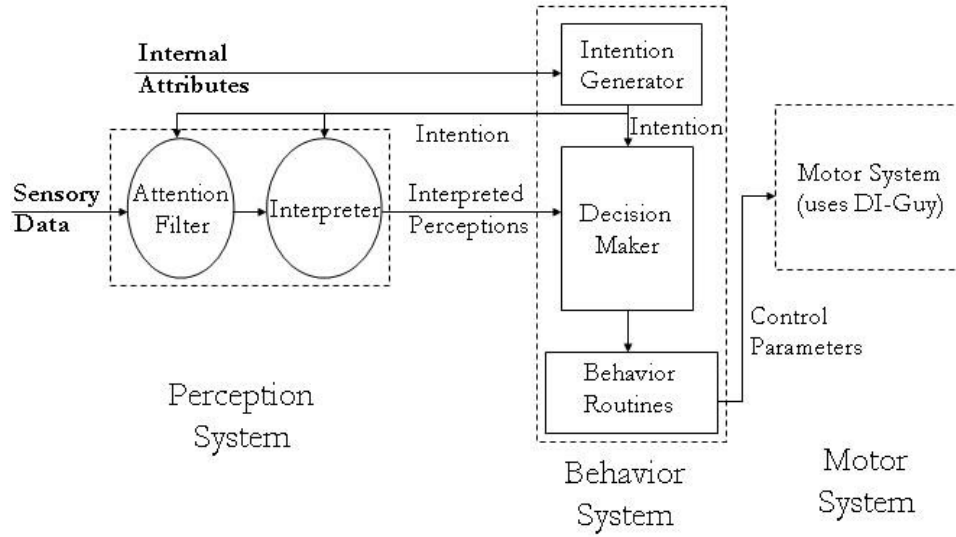 Internal
Attributes
Intention
Generator
Intention
Intention
Sensory
Data
Attention
Filter
Interpreter
Interpreted
Perceptions
Decision
Maker
Motor System
(uses DI-Guy)
Control
Parameters
Behavior
Routines
Perception
System
Behavior
System
Motor
System